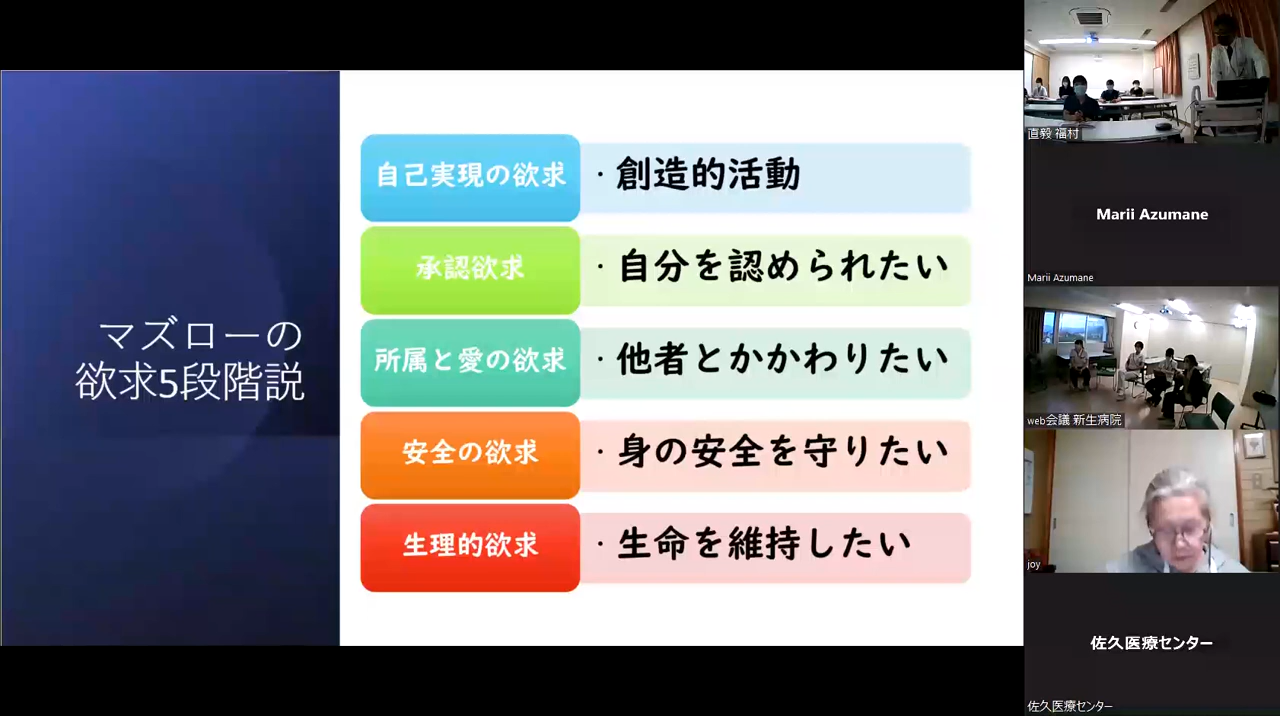 マズローの
欲求5段階説
自己実現の欲求
・創造的活動
承認欲求
・自分を認められたい
所属と愛の欲求
・他者とかかわりたい
安全の欲求
・身の安全を守りたい
生理的欲求
・生命を維持したい
直毅 福村
Marii Azumane
Marii Azumane
web会議 新生病院
joy
佐久医療センター
佐久医療センター